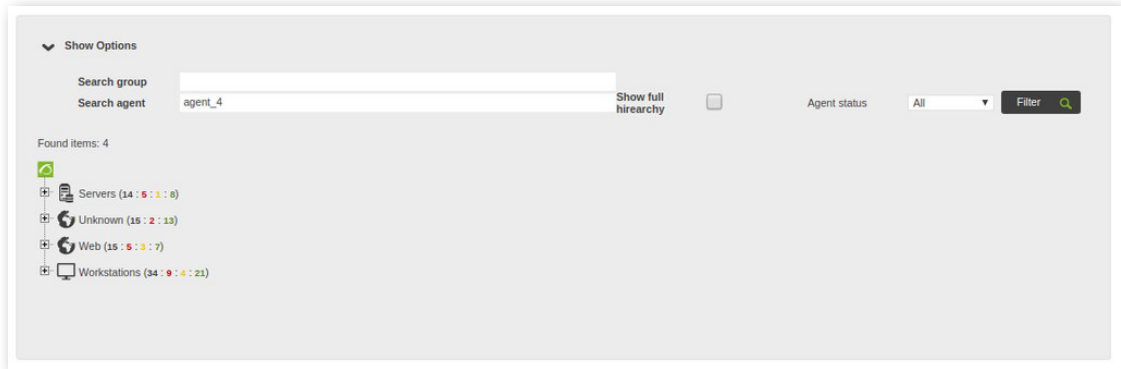 Show Options
Search group
Search agent agent_4 Show full hirearchy Agent status All Filter
Found items: 4
Servers (14 : 5 : 1 : 8)
Unknown (15 : 2 : 13)
Web (15 : 5 : 3 : 7)
Workstations (34 : 9 : 4 : 21)